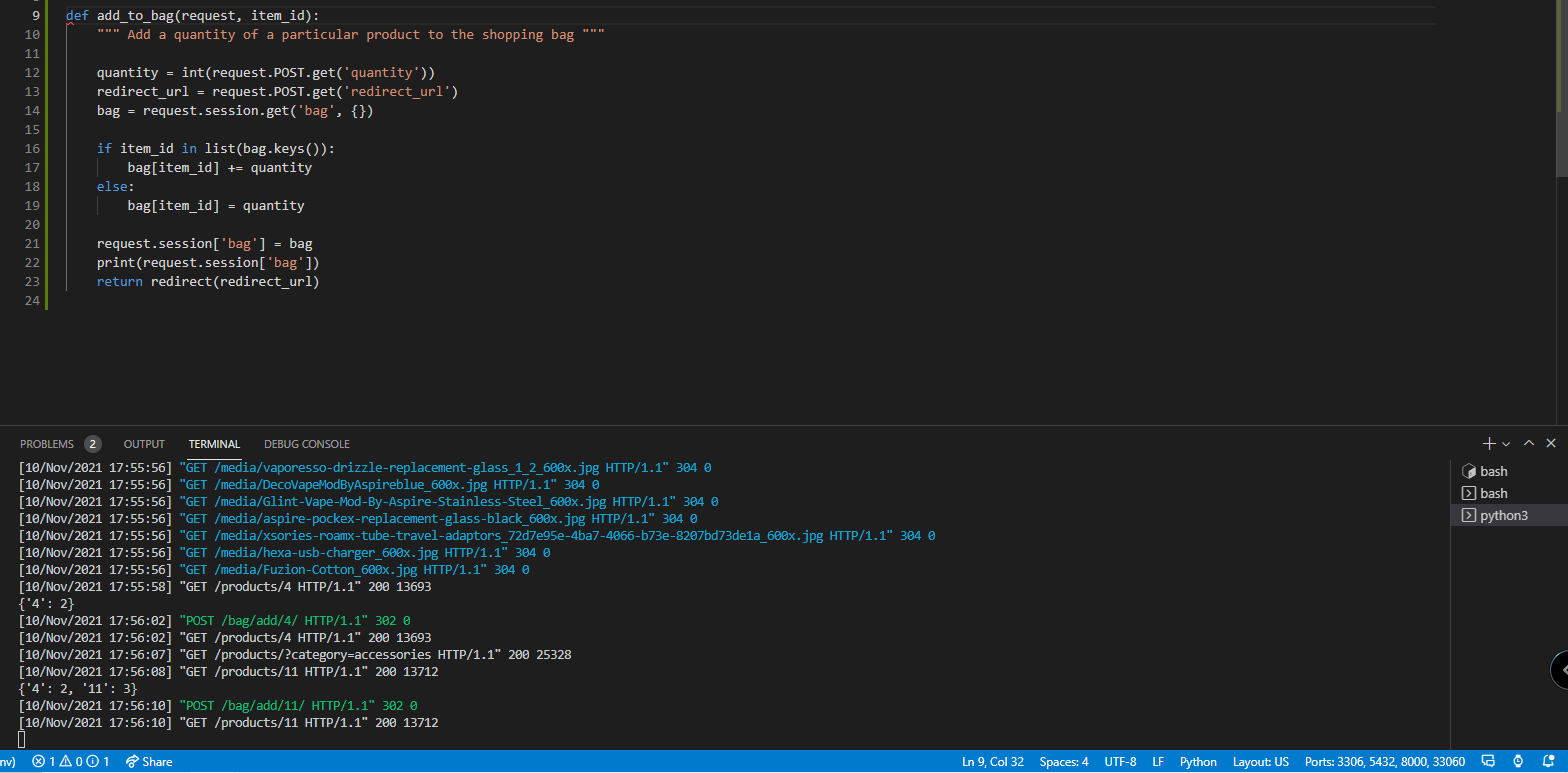 9 def add_to_bag(request, item_id):
10 """ Add a quantity of a particular product to the shopping bag """
11
12 quantity = int(request.POST.get('quantity'))
13 redirect_url = request.POST.get('redirect_url')
14 bag = request.session.get('bag', {})
15
16 if item_id in list(bag.keys()):
17 bag[item_id] += quantity
18 else:
19 bag[item_id] = quantity
20
21 request.session['bag'] = bag
22 print(request.session['bag'])
23 return redirect(redirect_url)
24
PROBLEMS 2 OUTPUT TERMINAL DEBUG CONSOLE
[10/Nov/2021 17:55:56] "GET /media/vaporesso-drizzle-replacement-glass_1_2_600x.jpg HTTP/1.1" 304 0
[10/Nov/2021 17:55:56] "GET /media/DecoVapeModByAspireblue_600x.jpg HTTP/1.1" 304 0
[10/Nov/2021 17:55:56] "GET /media/Glint-Vape-Mod-By-Aspire-Stainless-Steel_600x.jpg HTTP/1.1" 304 0
[10/Nov/2021 17:55:56] "GET /media/aspire-pockex-replacement-glass-black_600x.jpg HTTP/1.1" 304 0
[10/Nov/2021 17:55:56] "GET /media/xsories-roamx-tube-travel-adaptors_72d7e95e-4ba7-4066-b73e-8207bd73de1a_600x.jpg HTTP/1.1" 304 0
[10/Nov/2021 17:55:56] "GET /media/hexa-usb-charger_600x.jpg HTTP/1.1" 304 0
[10/Nov/2021 17:55:56] "GET /media/Fuzion-Cotton_600x.jpg HTTP/1.1" 304 0
[10/Nov/2021 17:55:58] "GET /products/4 HTTP/1.1" 200 13693
{'4': 2}
[10/Nov/2021 17:56:02] "POST /bag/add/4/ HTTP/1.1" 302 0
[10/Nov/2021 17:56:02] "GET /products/4 HTTP/1.1" 200 13693
[10/Nov/2021 17:56:07] "GET /products/?category=accessories HTTP/1.1" 200 25328
[10/Nov/2021 17:56:08] "GET /products/11 HTTP/1.1" 200 13712
{'4': 2, '11': 3}
[10/Nov/2021 17:56:10] "POST /bag/add/11/ HTTP/1.1" 302 0
[10/Nov/2021 17:56:10] "GET /products/11 HTTP/1.1" 200 13712
bash
bash
python3
nv) 1 0 1 Share Ln 9, Col 32 Spaces: 4 UTF-8 LF Python Layout: US Ports: 3306, 5432, 8000, 33060